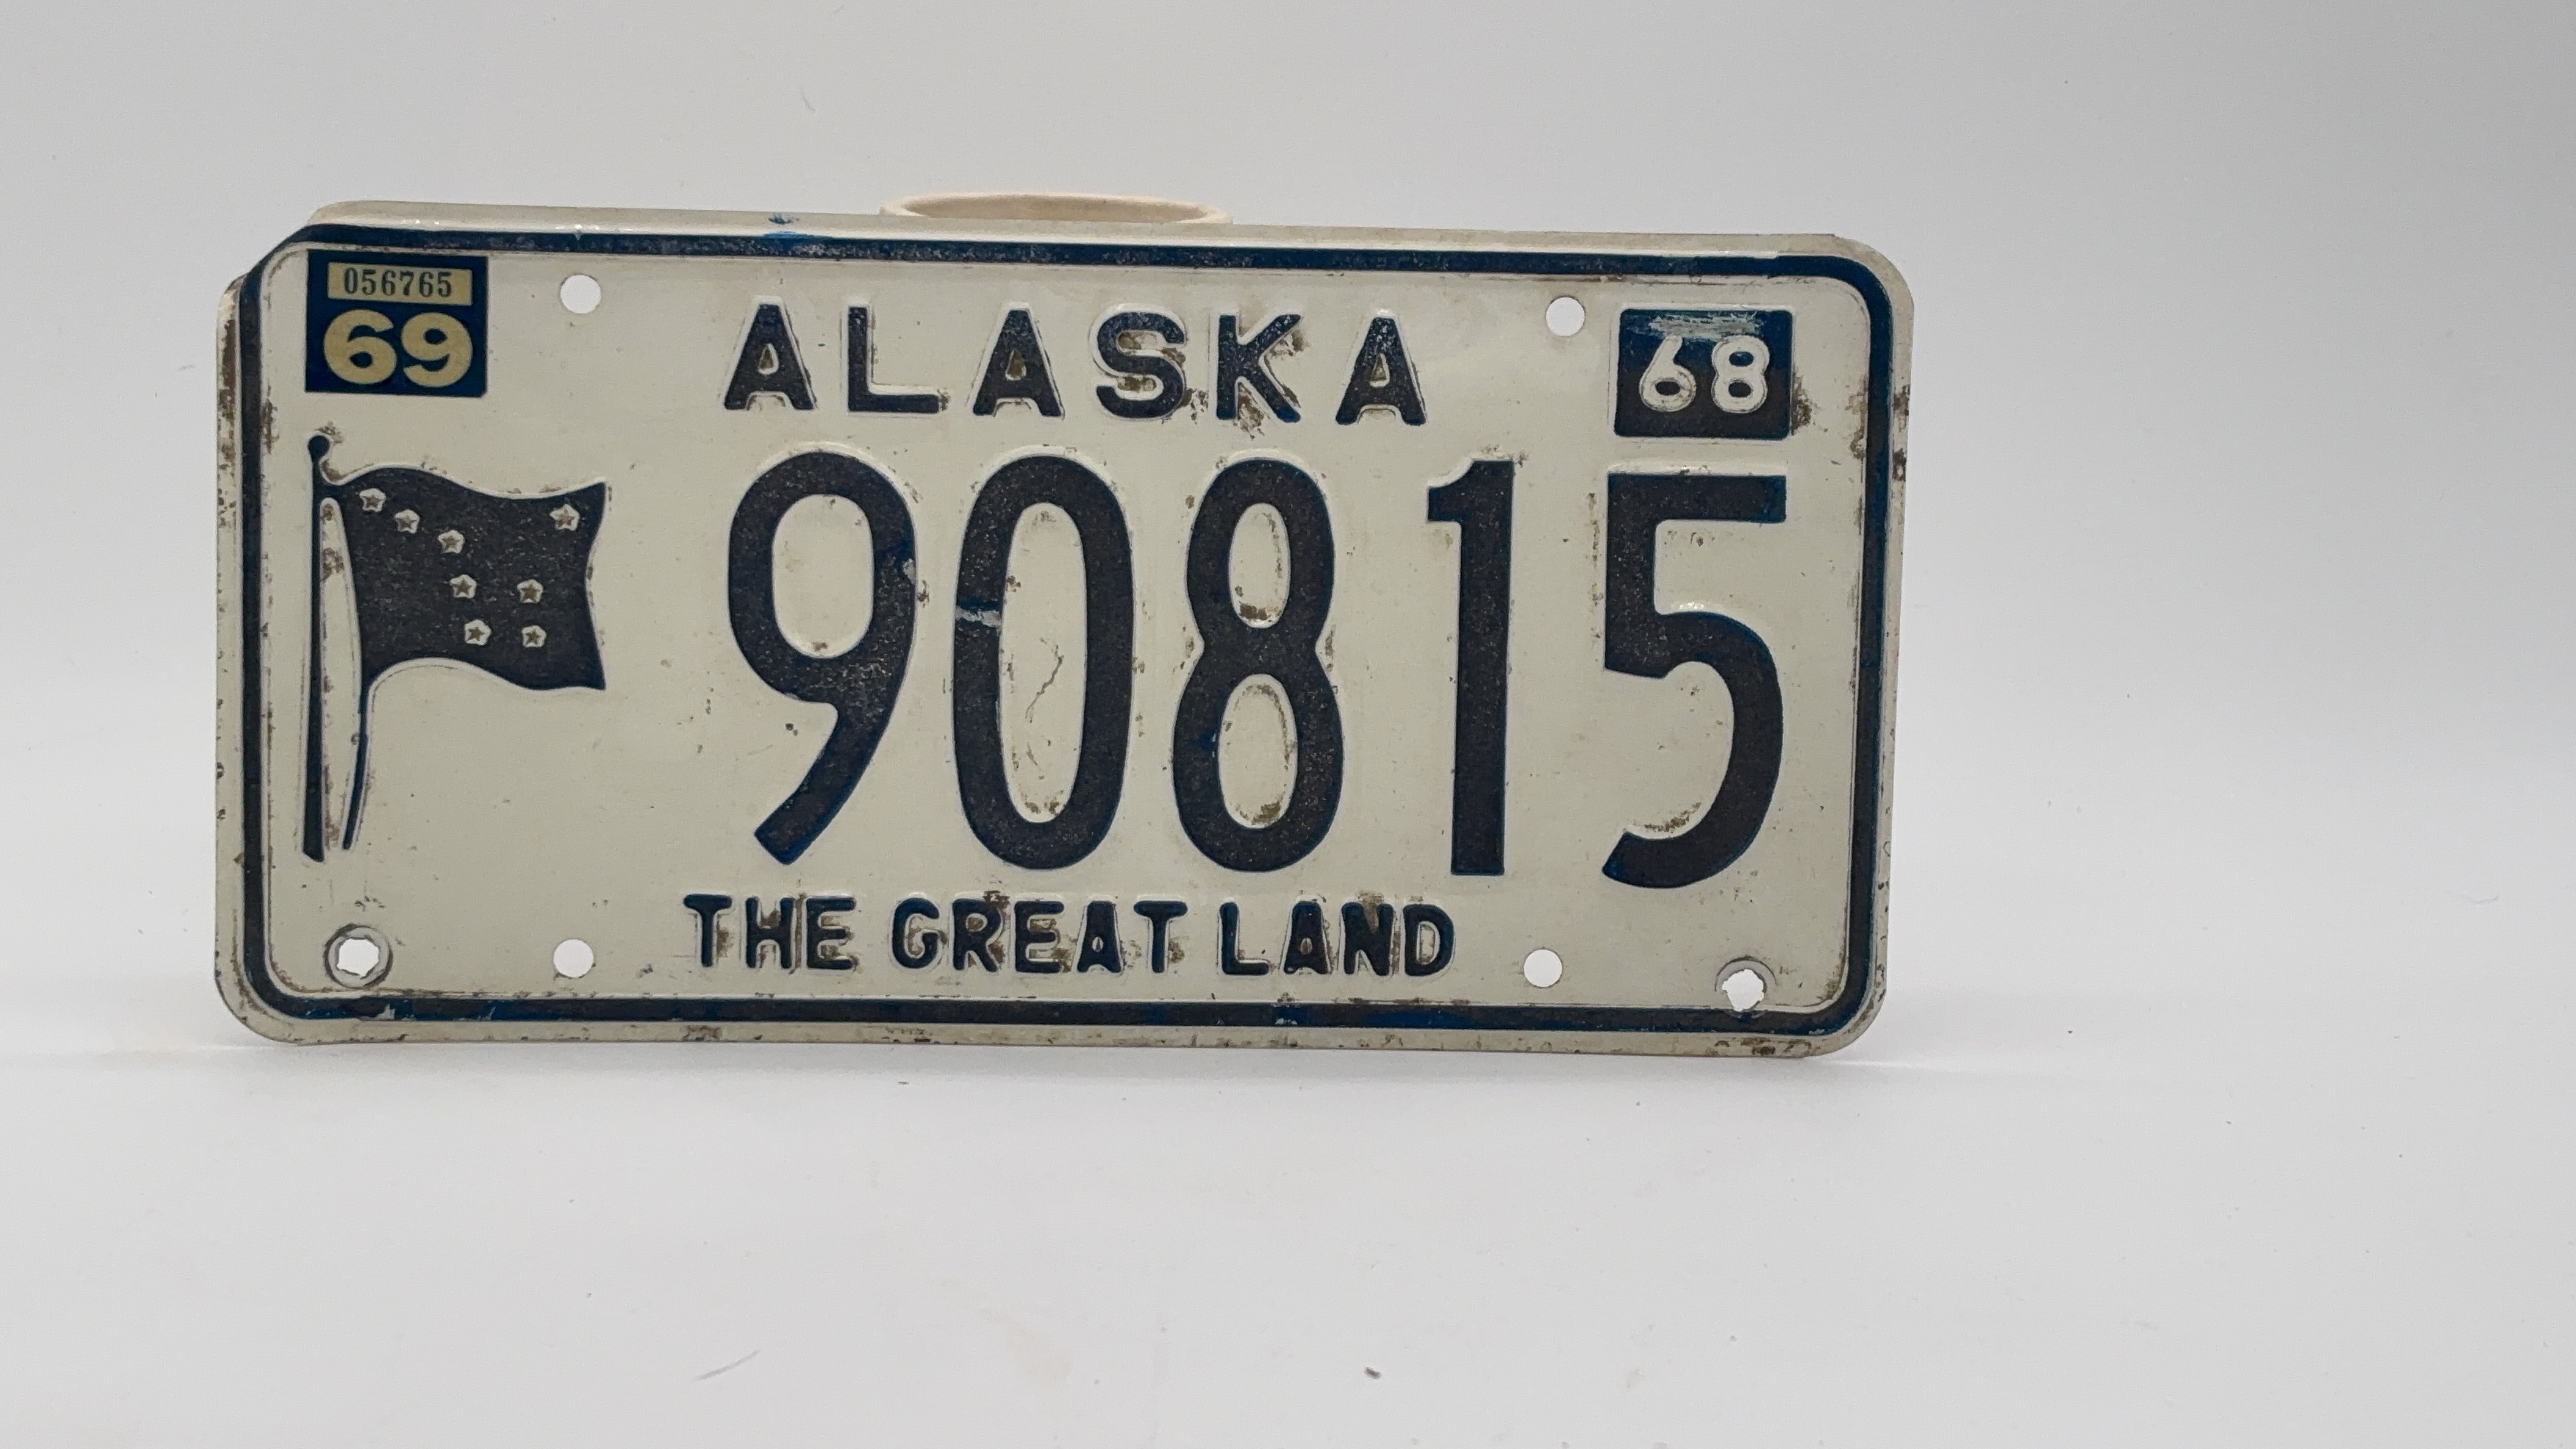 056765
69
ALASKA
68
90815
THE GREAT LAND